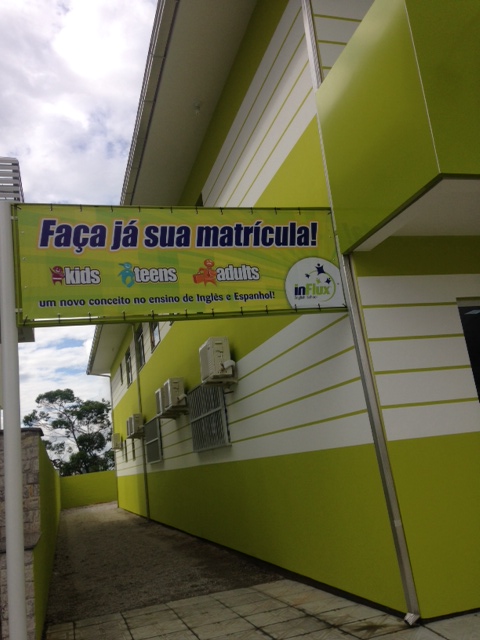 Faça já sua matrícula!
kids teens adults
um novo conceito no ensino de Inglês e Espanhol!
inFlux